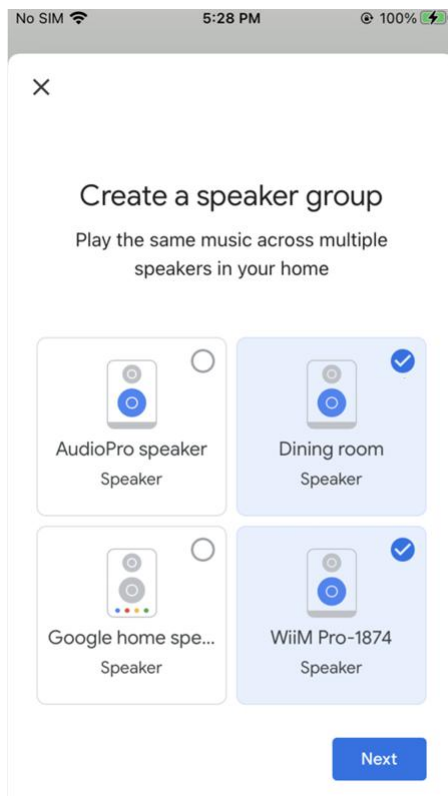 No SIM 5:28 PM 100%
Create a speaker group
Play the same music across multiple
speakers in your home
AudioPro speaker
Speaker
Dining room
Speaker
Google home spe...
Speaker
WiiM Pro-1874
Speaker
Next